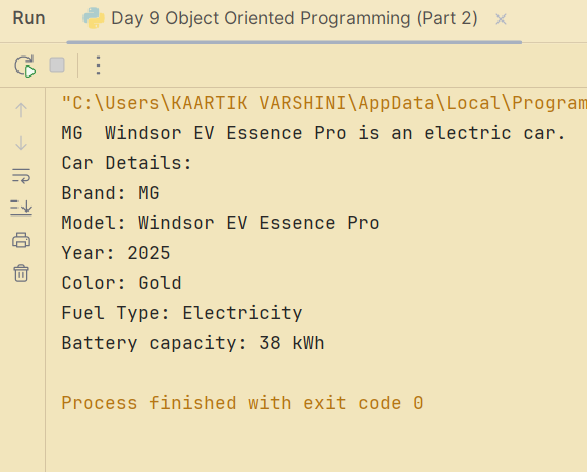 Run Day 9 Object Oriented Programming (Part 2)
"C:\Users\KAARTIK VARSHINI\AppData\Local\Program
MG  Windsor EV Essence Pro is an electric car.
Car Details:
Brand: MG
Model: Windsor EV Essence Pro
Year: 2025
Color: Gold
Fuel Type: Electricity
Battery capacity: 38 kWh
Process finished with exit code 0